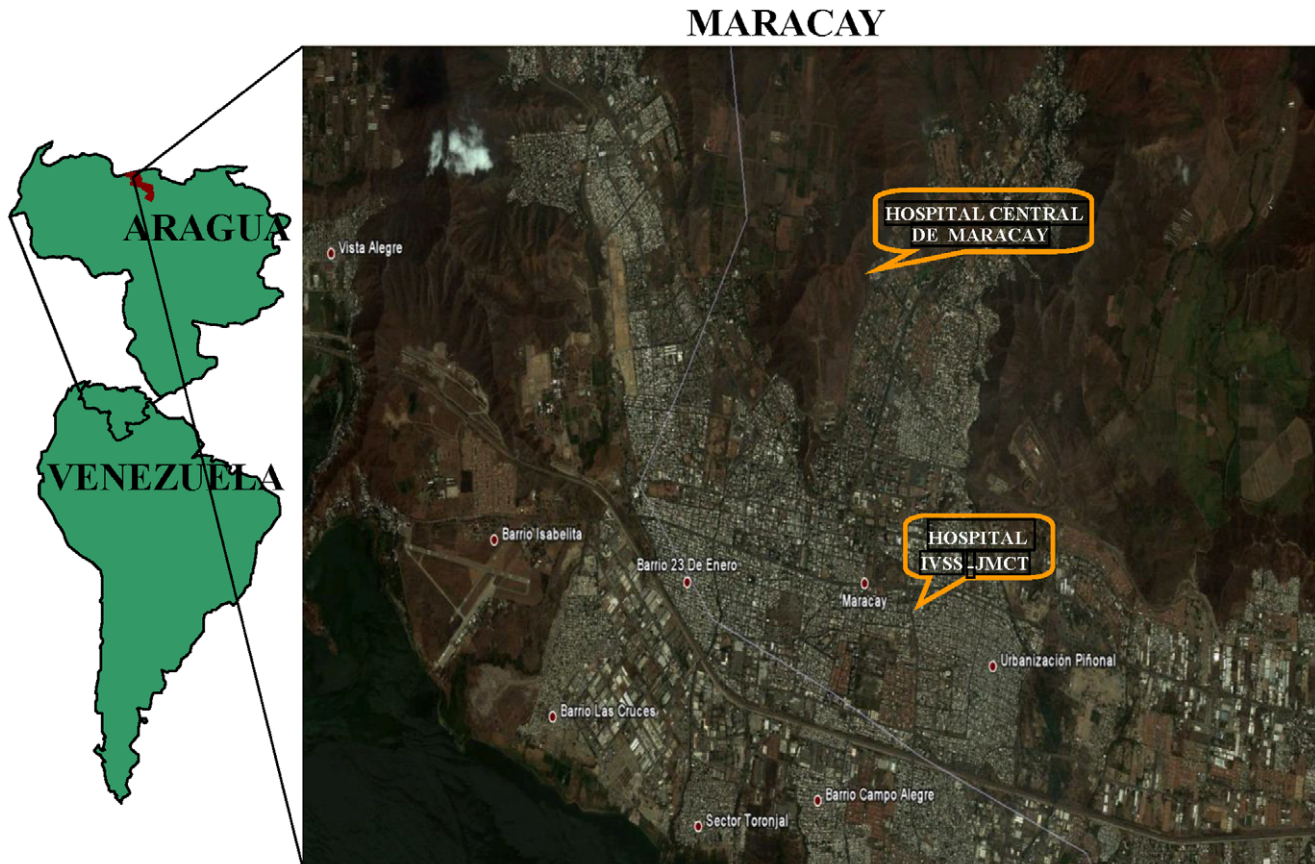 MARACAY
HOSPITAL CENTRAL
DE MARACAY
ARAGUA
Vista Alegre
VENEZUELA
HOSPITAL
IVSS -JMCT
Barrio Isabelita
Barrio 23 De Enero
Maracay
Urbanización Piñonal
Barrio Las Cruces
Barrio Campo Alegre
Sector Toronjal